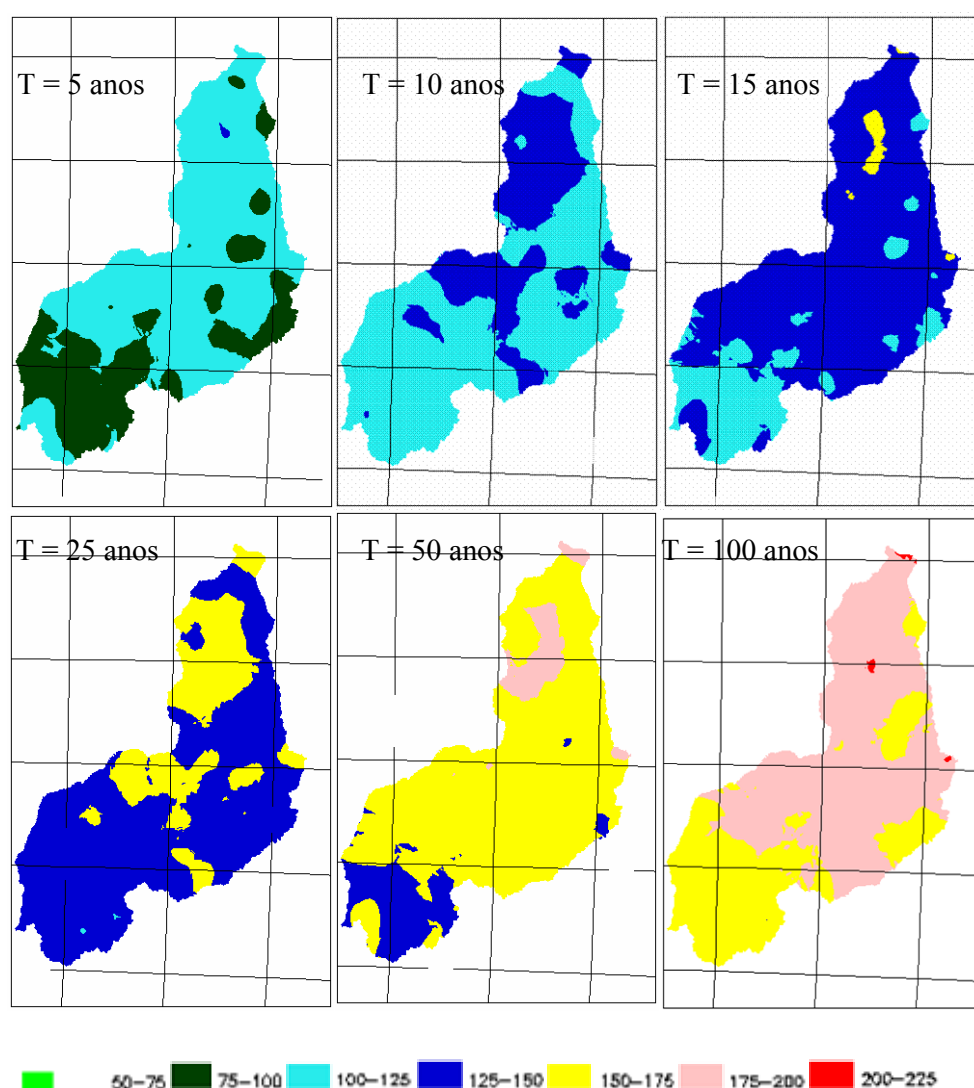 T = 5 anos T = 10 anos T = 15 anos
T = 25 anos T = 50 anos T = 100 anos
50-75 75-100 100-125 125-150 150-175 175-200 200-225